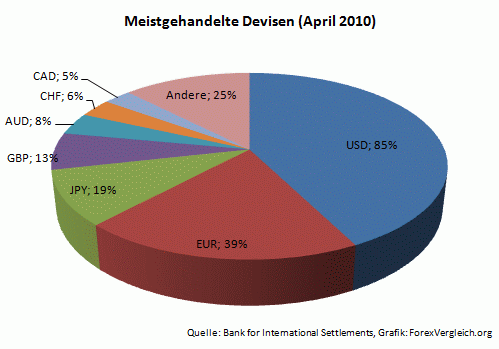 Meistgehandelte Devisen (April 2010)
CAD; 5%
CHF; 6%
AUD; 8%
GBP; 13%
JPY; 19%
EUR; 39%
USD; 85%
Andere; 25%
Quelle: Bank for International Settlements, Grafik: ForexVergleich.org